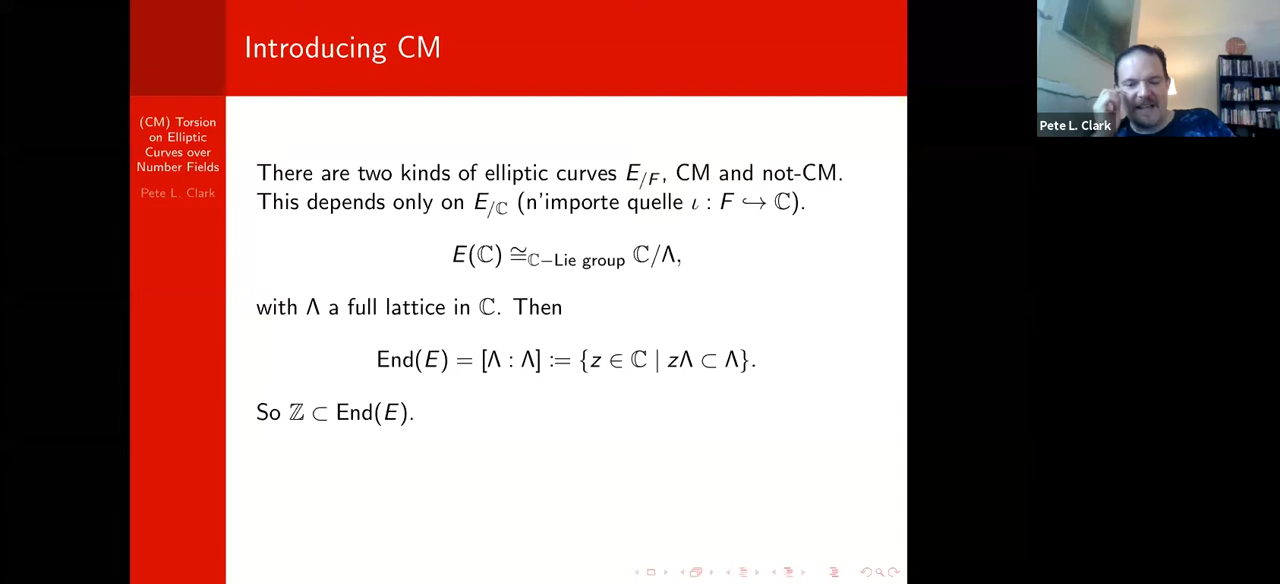 Introducing CM
(CM) Torsion
on Elliptic
Curves over
Number Fields
Pete L. Clark
There are two kinds of elliptic curves E/F, CM and not-CM.
This depends only on E/ℂ (n'importe quelle ι : F ↪ ℂ).
E(ℂ) ≅ℂ−Lie group ℂ/Λ,
with Λ a full lattice in ℂ. Then
End(E) = [Λ : Λ] := {z ∈ ℂ | zΛ ⊂ Λ}.
So ℤ ⊂ End(E).
Pete L. Clark